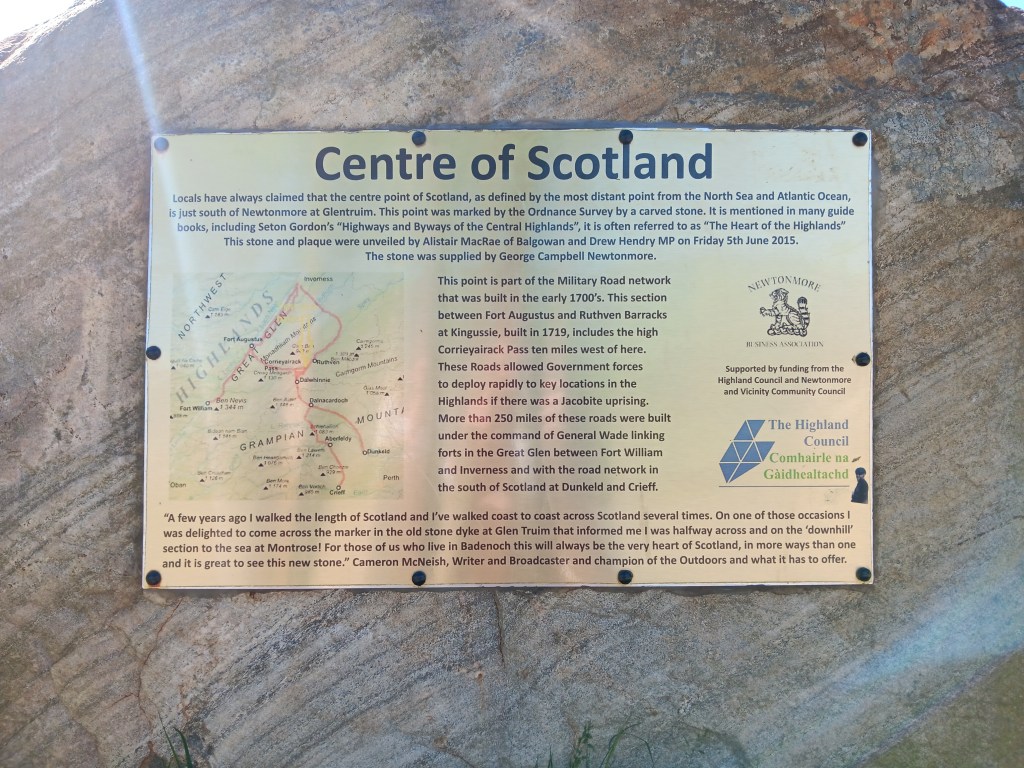 Centre of Scotland
Locals have always claimed that the centre point of Scotland, as defined by the most distant point from the North Sea and Atlantic Ocean,
is just south of Newtonmore at Glentruim. This point was marked by the Ordnance Survey by a carved stone. It is mentioned in many guide
books, including Seton Gordon's "Highways and Byways of the Central Highlands", it is often referred to as "The Heart of the Highlands"
This stone and plaque were unveiled by Alistair MacRae of Balgowan and Drew Hendry MP on Friday 5th June 2015.
The stone was supplied by George Campbell Newtonmore.
Inverness
NORTHWEST
HIGHLANDS
GREAT GLEN
Fort Augustus
Corrieyairack
Pass
Ruthven
Cairngorm Mountains
Dalwhinnie
Ben Nevis
1 344 m
Fort William
Dalnacardoch
MOUNTA
GRAMPIAN
Aberfeldy
Dunkeld
Oban
Perth
Crieff
This point is part of the Military Road network
that was built in the early 1700's. This section
between Fort Augustus and Ruthven Barracks
at Kingussie, built in 1719, includes the high
Corrieyairack Pass ten miles west of here.
These Roads allowed Government forces
to deploy rapidly to key locations in the
Highlands if there was a Jacobite uprising.
More than 250 miles of these roads were built
under the command of General Wade linking
forts in the Great Glen between Fort William
and Inverness and with the road network in
the south of Scotland at Dunkeld and Crieff.
NEWTONMORE
BUSINESS ASSOCIATION
Supported by funding from the
Highland Council and Newtonmore
and Vicinity Community Council
The Highland
Council
Comhairle na
Gàidhealtachd
"A few years ago I walked the length of Scotland and I've walked coast to coast across Scotland several times. On one of those occasions I
was delighted to come across the marker in the old stone dyke at Glen Truim that informed me I was halfway across and on the 'downhill'
section to the sea at Montrose! For those of us who live in Badenoch this will always be the very heart of Scotland, in more ways than one
and it is great to see this new stone." Cameron McNeish, Writer and Broadcaster and champion of the Outdoors and what it has to offer.